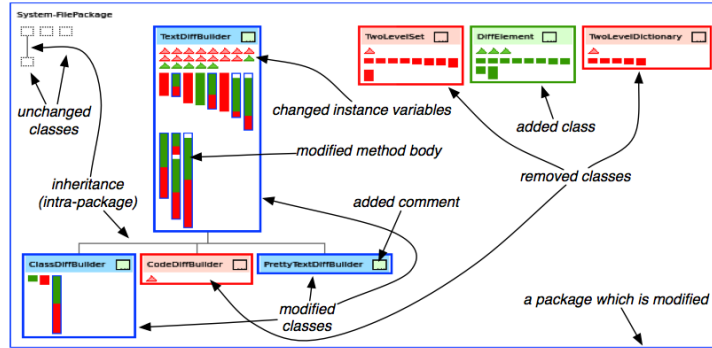 System-FilePackage
TextDiffBuilder
TwoLevelSet
DiffElement
TwoLevelDictionary
changed instance variables
unchanged
classes
added class
modified method body
removed classes
inheritance
(intra-package)
added comment
ClassDiffBuilder
CodeDiffBuilder
PrettyTextDiffBuilder
modified
classes
a package which is modified